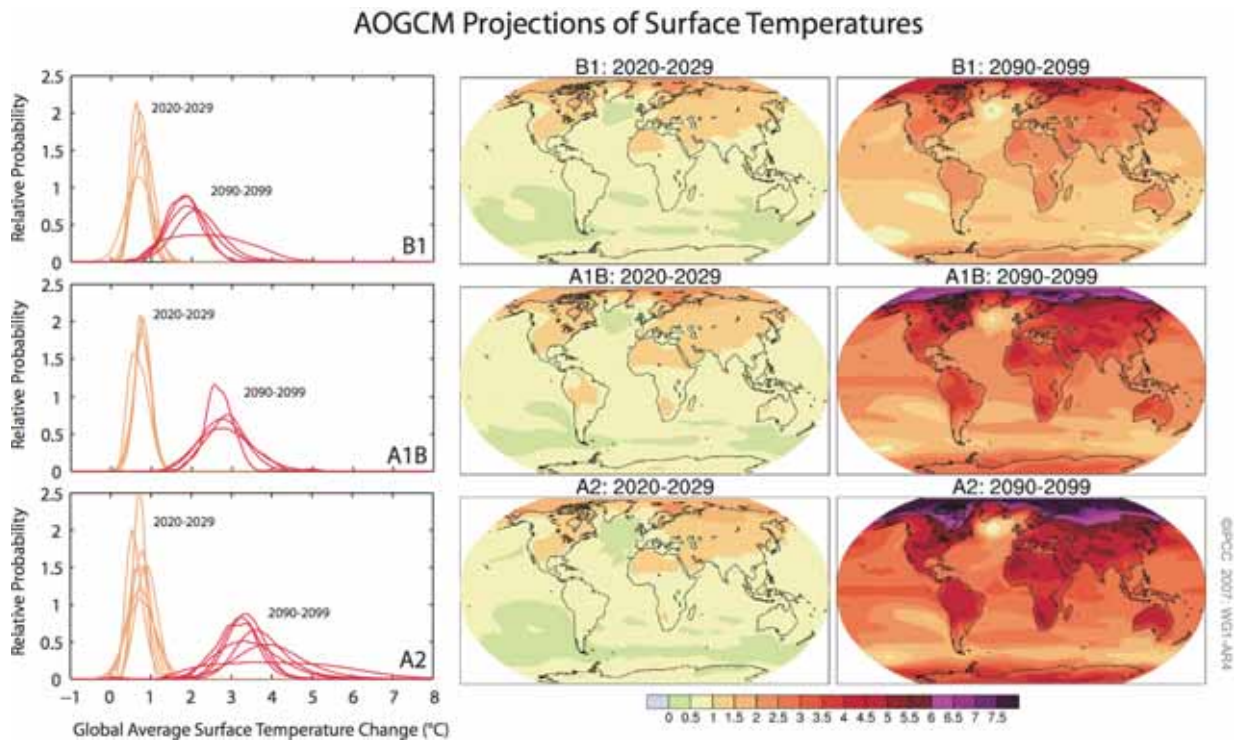 AOGCM Projections of Surface Temperatures
B1: 2020-2029
B1: 2090-2099
2.5
2
1.5
1
0.5
0
Relative Probability
2020-2029
2090-2099
B1
A1B: 2020-2029
A1B: 2090-2099
2.5
2
1.5
1
0.5
0
Relative Probability
2020-2029
2090-2099
A1B
A2: 2020-2029
A2: 2090-2099
2.5
2
1.5
1
0.5
0
Relative Probability
2020-2029
2090-2099
A2
−1 0 1 2 3 4 5 6 7 8
Global Average Surface Temperature Change (°C)
0 0.5 1 1.5 2 2.5 3 3.5 4 4.5 5 5.5 6 6.5 7 7.5
©IPCC 2007: WG1-AR4